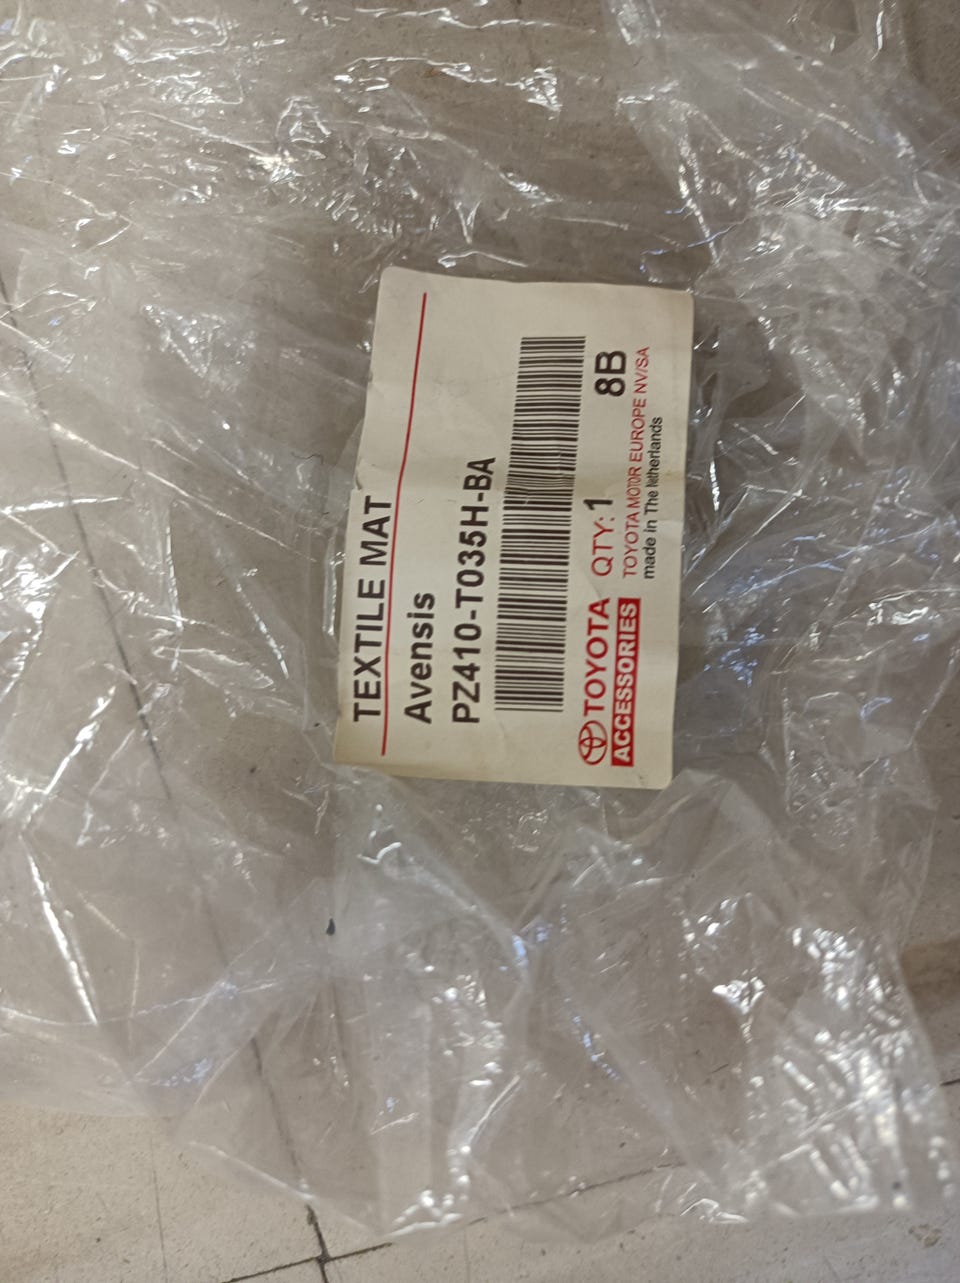 TEXTILE MAT
Avensis
PZ410-T035H-BA
TOYOTA QTY: 1 8B
ACCESSORIES
TOYOTA MOTOR EUROPE NV/SA
made in The Netherlands